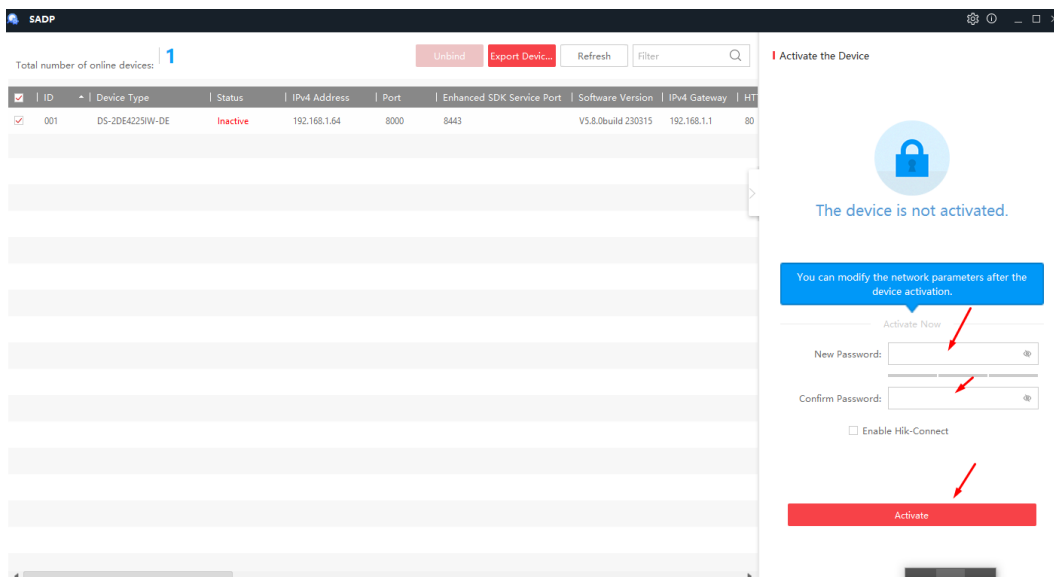 SADP
Total number of online devices: 1
Unbind
Export Devic...
Refresh
Filter
ID
Device Type
Status
IPv4 Address
Port
Enhanced SDK Service Port
Software Version
IPv4 Gateway
HT
001
DS-2DE4225IW-DE
Inactive
192.168.1.64
8000
8443
V5.8.0build 230315
192.168.1.1
80
Activate the Device
The device is not activated.
You can modify the network parameters after the
device activation.
Activate Now
New Password:
Confirm Password:
Enable Hik-Connect
Activate